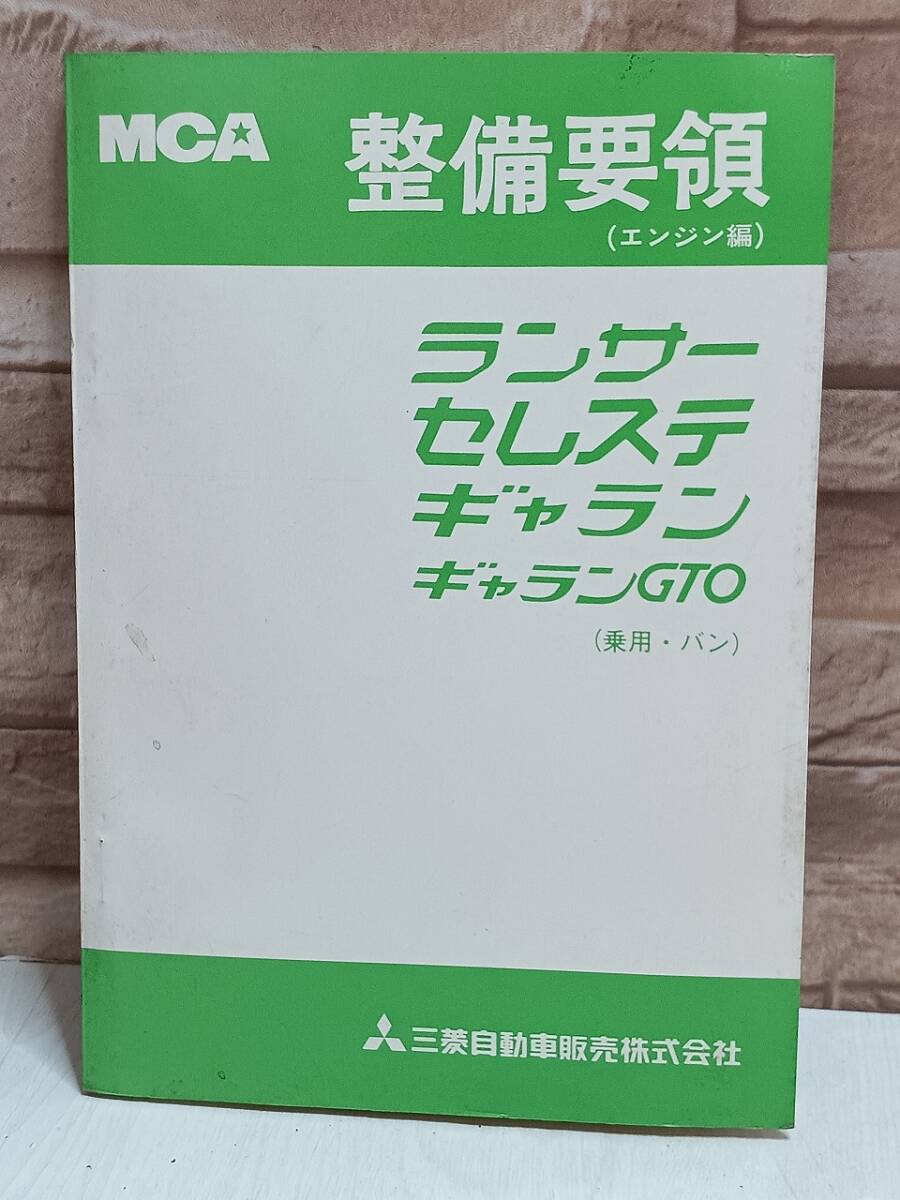 MCA 整備要領
(エンジン編)
ランサー
セレステ
ギャラン
ギャランGTO
(乗用・バン)
三菱自動車販売株式会社